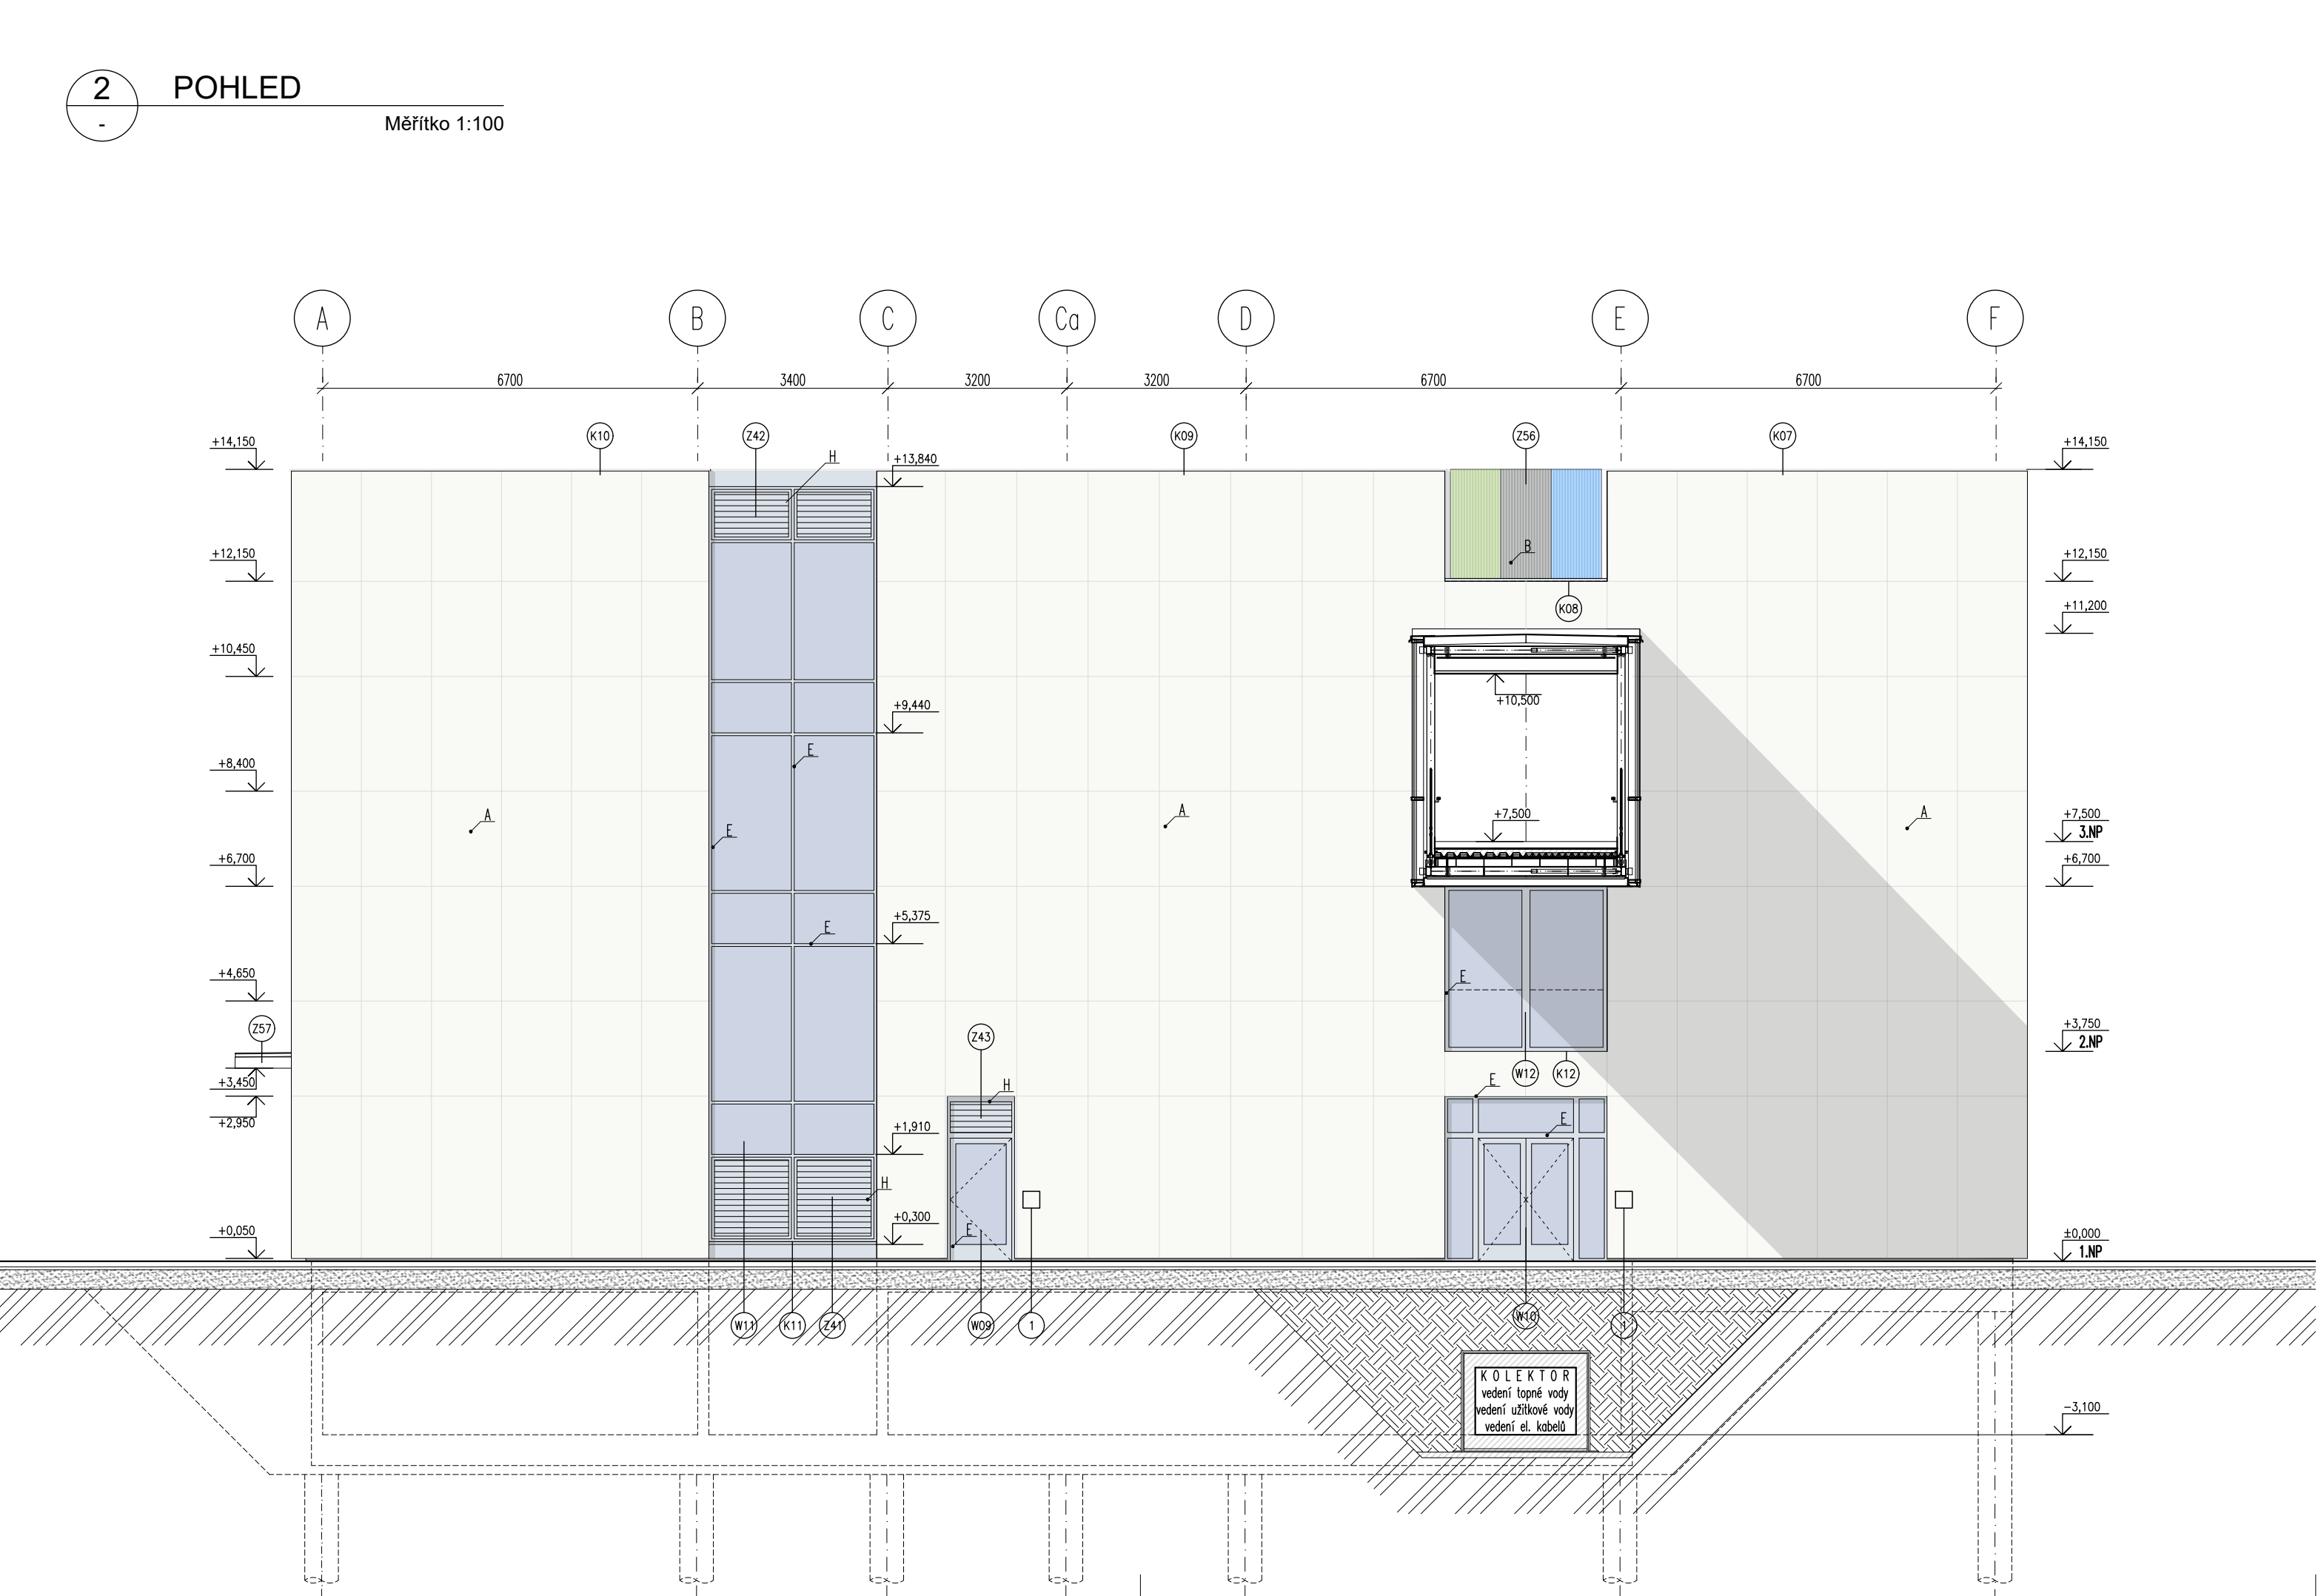 2 POHLED
-
Měřítko 1:100
A B C Ca D E F
6700 3400 3200 3200 6700 6700
K10 Z42 K09 Z56 K07
+14,150 H +13,840 +14,150
+12,150 B +12,150
K08
+11,200
+10,450
+10,500
+9,440
E
+8,400
A E A +7,500 A +7,500
3.NP
+6,700 +6,700
E +5,375
+4,650 E
Z57 Z43 +3,750
2.NP
W12 K12
+3,450 H E
+2,950
+1,910 E
H
+0,300
+0,050 E ±0,000
1.NP
W11 K11 Z41 W09 1 W10 1
KOLEKTOR
vedení topné vody
vedení užitkové vody
vedení el. kabelů
-3,100